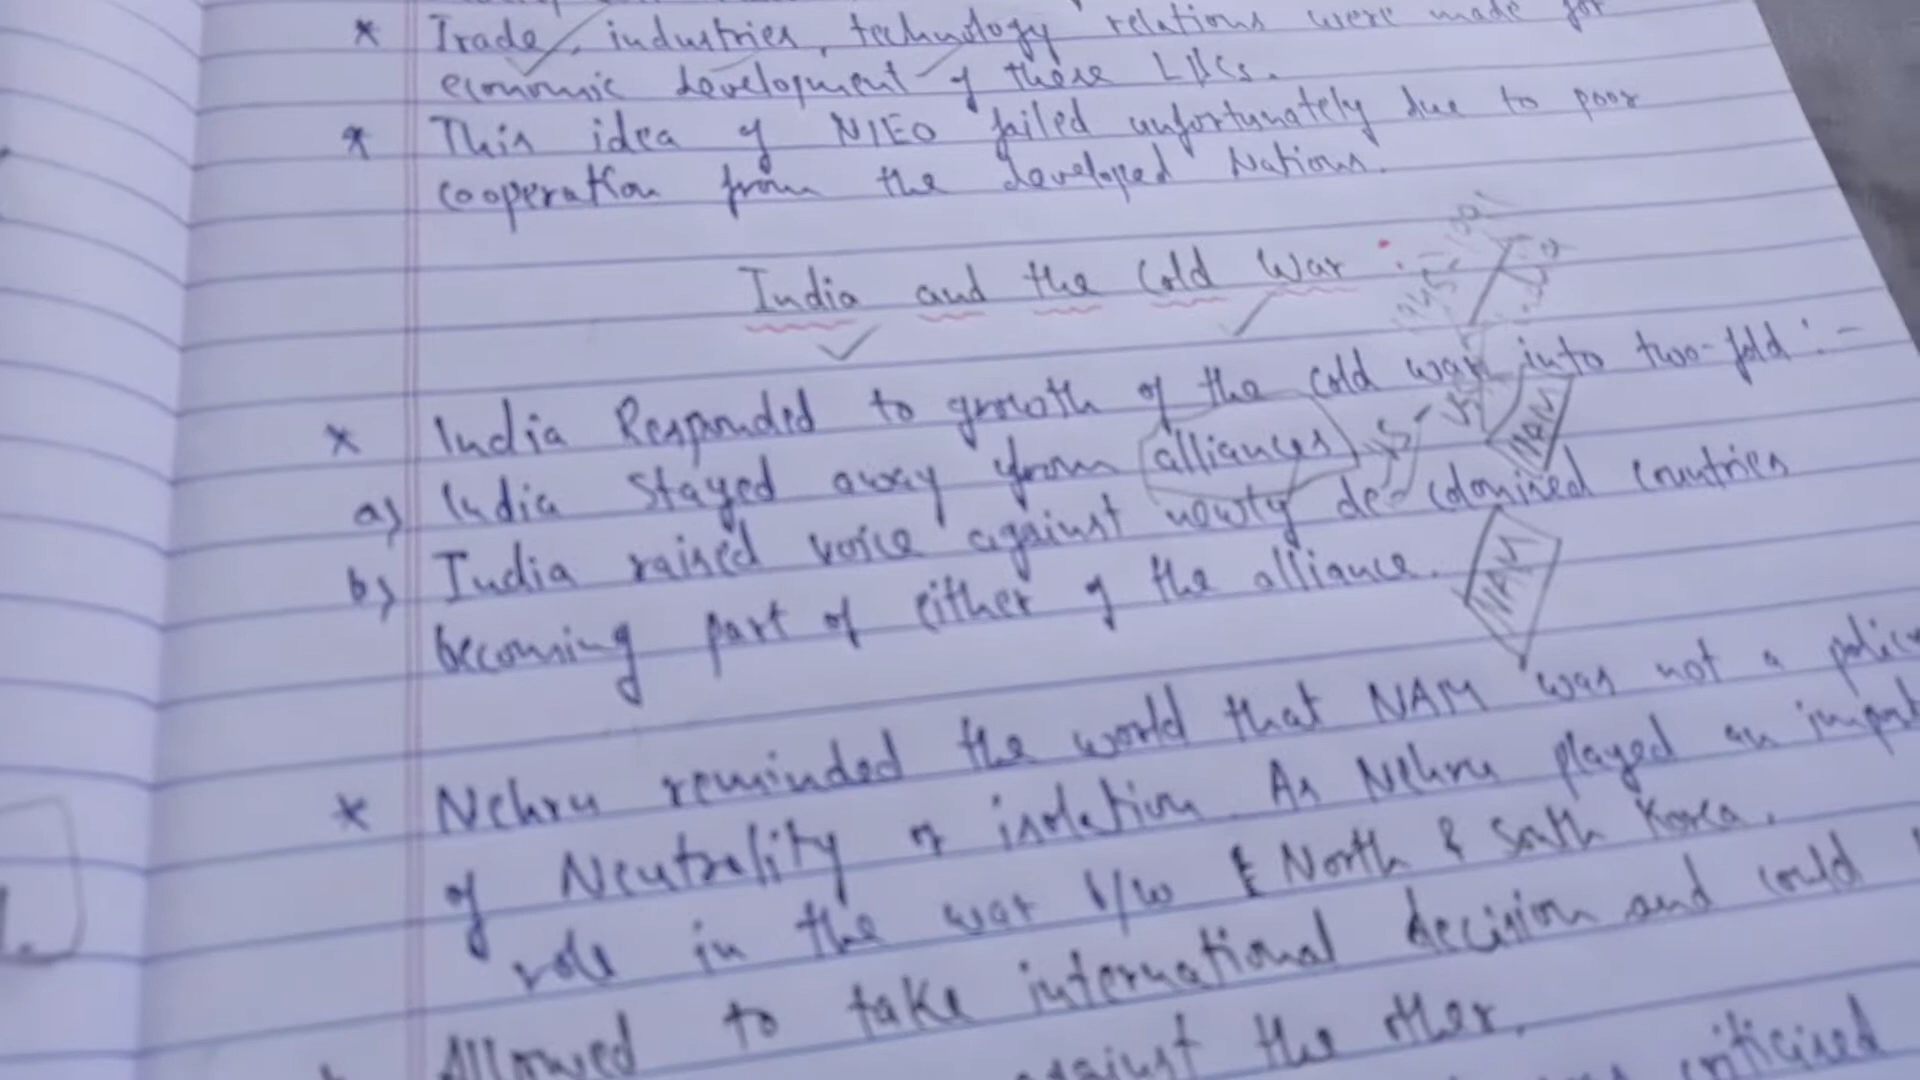 * Trade, industries, technology relations were made for
economic development of these LDCs.
* This idea of NIEO failed unfortunately due to poor
cooperation from the developed Nations.
India and the Cold War :
* India Responded to growth of the cold war into two-fold :-
a) India stayed away from alliances
b) India raised voice against newly de-colonised countries
becoming part of either of the alliance.
NAM
NAM
* Nehru reminded the world that NAM was not a
of Neutrality or isolation. As Nehru played an
role in the war b/w North & South Korea.
Allowed to take international decision and could
against the other.
criticised